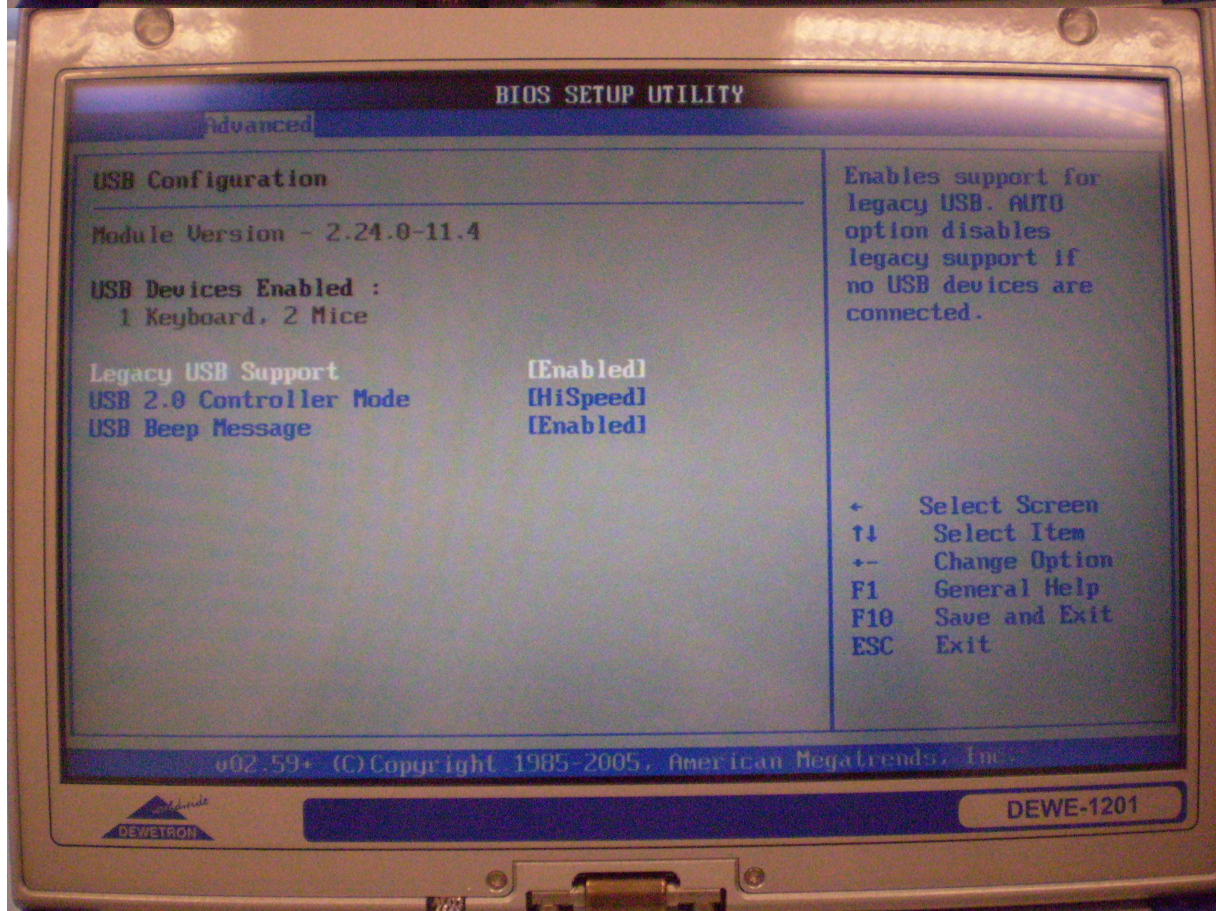 BIOS SETUP UTILITY
Advanced
USB Configuration
Module Version - 2.24.0-11.4
USB Devices Enabled :
1 Keyboard, 2 Mice
Legacy USB Support [Enabled]
USB 2.0 Controller Mode [HiSpeed]
USB Beep Message [Enabled]
Enables support for
legacy USB. AUTO
option disables
legacy support if
no USB devices are
connected.
← Select Screen
↑↓ Select Item
+- Change Option
F1 General Help
F10 Save and Exit
ESC Exit
v02.59+ (C)Copyright 1985-2005, American Megatrends, Inc.
worldwide
DEWETRON
DEWE-1201